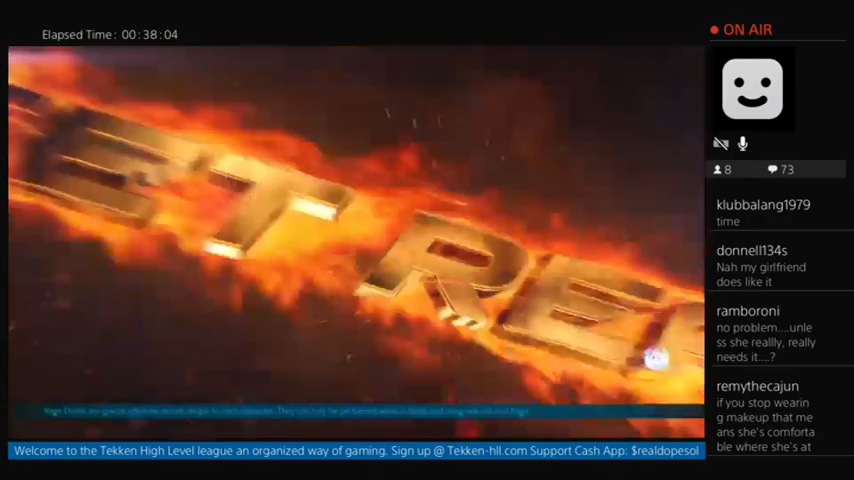 Elapsed Time: 00:38:04
ON AIR
ET RE
8 73
klubbalang1979
time
donnell134s
Nah my girlfriend
does like it
ramboroni
no problem....unle
ss she reallly, really
needs it....?
remythecajun
if you stop wearin
g makeup that me
ans she's comforta
ble where she's at
Welcome to the Tekken High Level league an organized way of gaming. Sign up @ Tekken-hll.com Support Cash App: $realdopesol